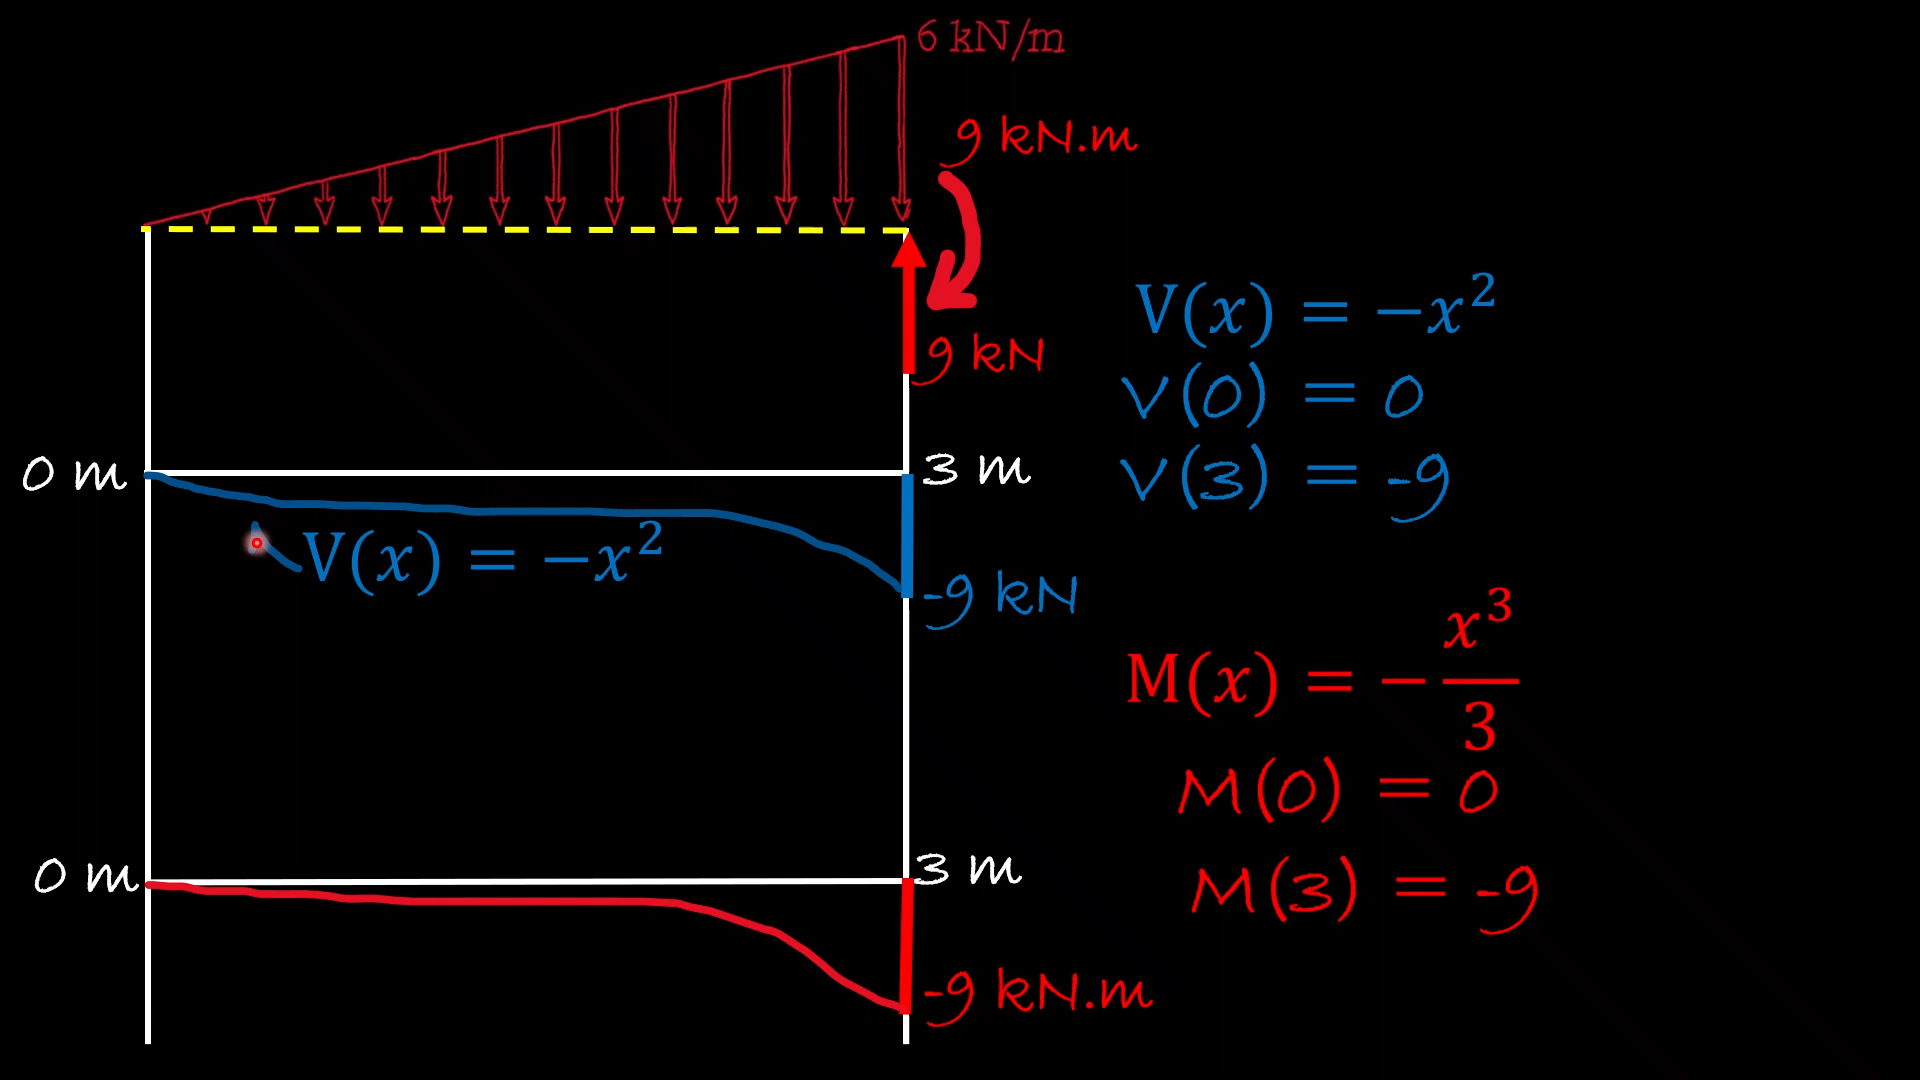 6 kN/m
9 kN.m
9 kN
V(x) = −x²
V(0) = 0
V(3) = -9
0 m
3 m
V(x) = −x²
-9 kN
M(x) = −x³/3
M(0) = 0
M(3) = -9
0 m
3 m
-9 kN.m